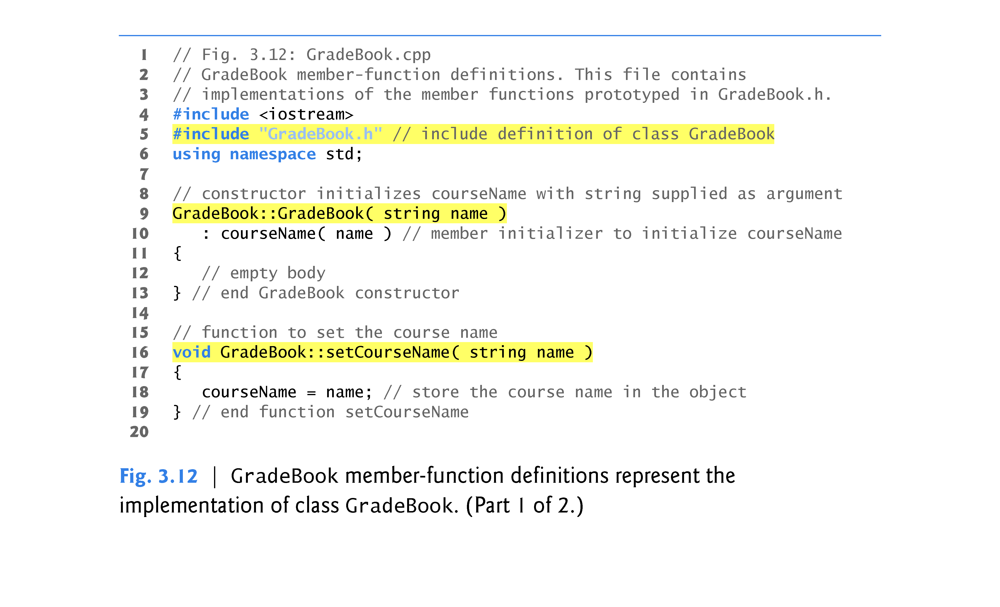 1 // Fig. 3.12: GradeBook.cpp
2 // GradeBook member-function definitions. This file contains
3 // implementations of the member functions prototyped in GradeBook.h.
4 #include <iostream>
5 #include "GradeBook.h" // include definition of class GradeBook
6 using namespace std;
7
8 // constructor initializes courseName with string supplied as argument
9 GradeBook::GradeBook( string name )
10    : courseName( name ) // member initializer to initialize courseName
11 {
12    // empty body
13 } // end GradeBook constructor
14
15 // function to set the course name
16 void GradeBook::setCourseName( string name )
17 {
18    courseName = name; // store the course name in the object
19 } // end function setCourseName
20
Fig. 3.12 | GradeBook member-function definitions represent the
implementation of class GradeBook. (Part 1 of 2.)